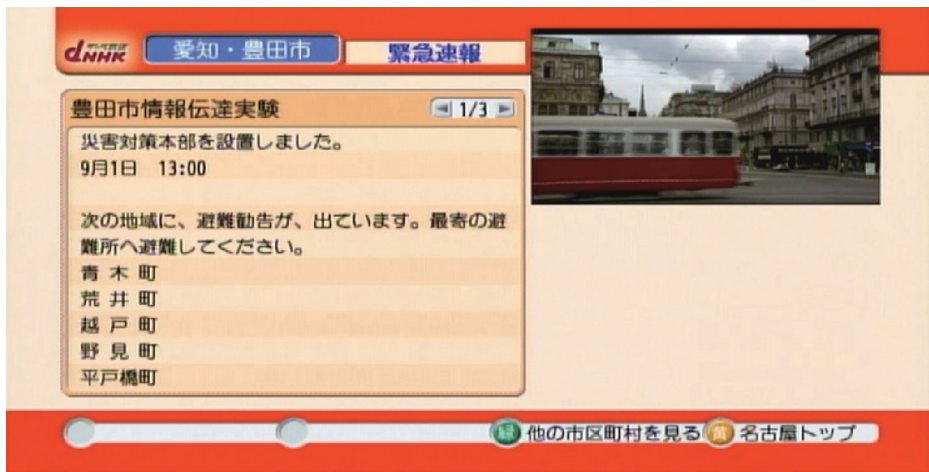 dNHK
愛知・豊田市
緊急速報
豊田市情報伝達実験
1/3
災害対策本部を設置しました。
9月1日 13:00
次の地域に、避難勧告が、出ています。最寄の避
難所へ避難してください。
青木町
荒井町
越戸町
野見町
平戸橋町
緑 他の市区町村を見る 黄 名古屋トップ